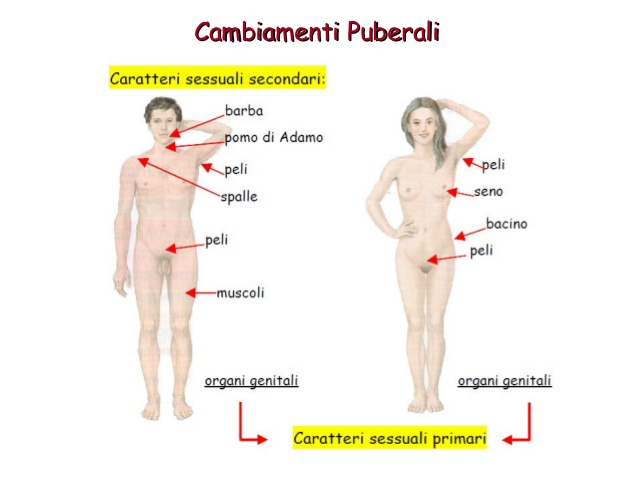 Cambiamenti Puberali
Caratteri sessuali secondari:
barba
pomo di Adamo
peli
spalle
peli
muscoli
peli
seno
bacino
peli
organi genitali
organi genitali
Caratteri sessuali primari